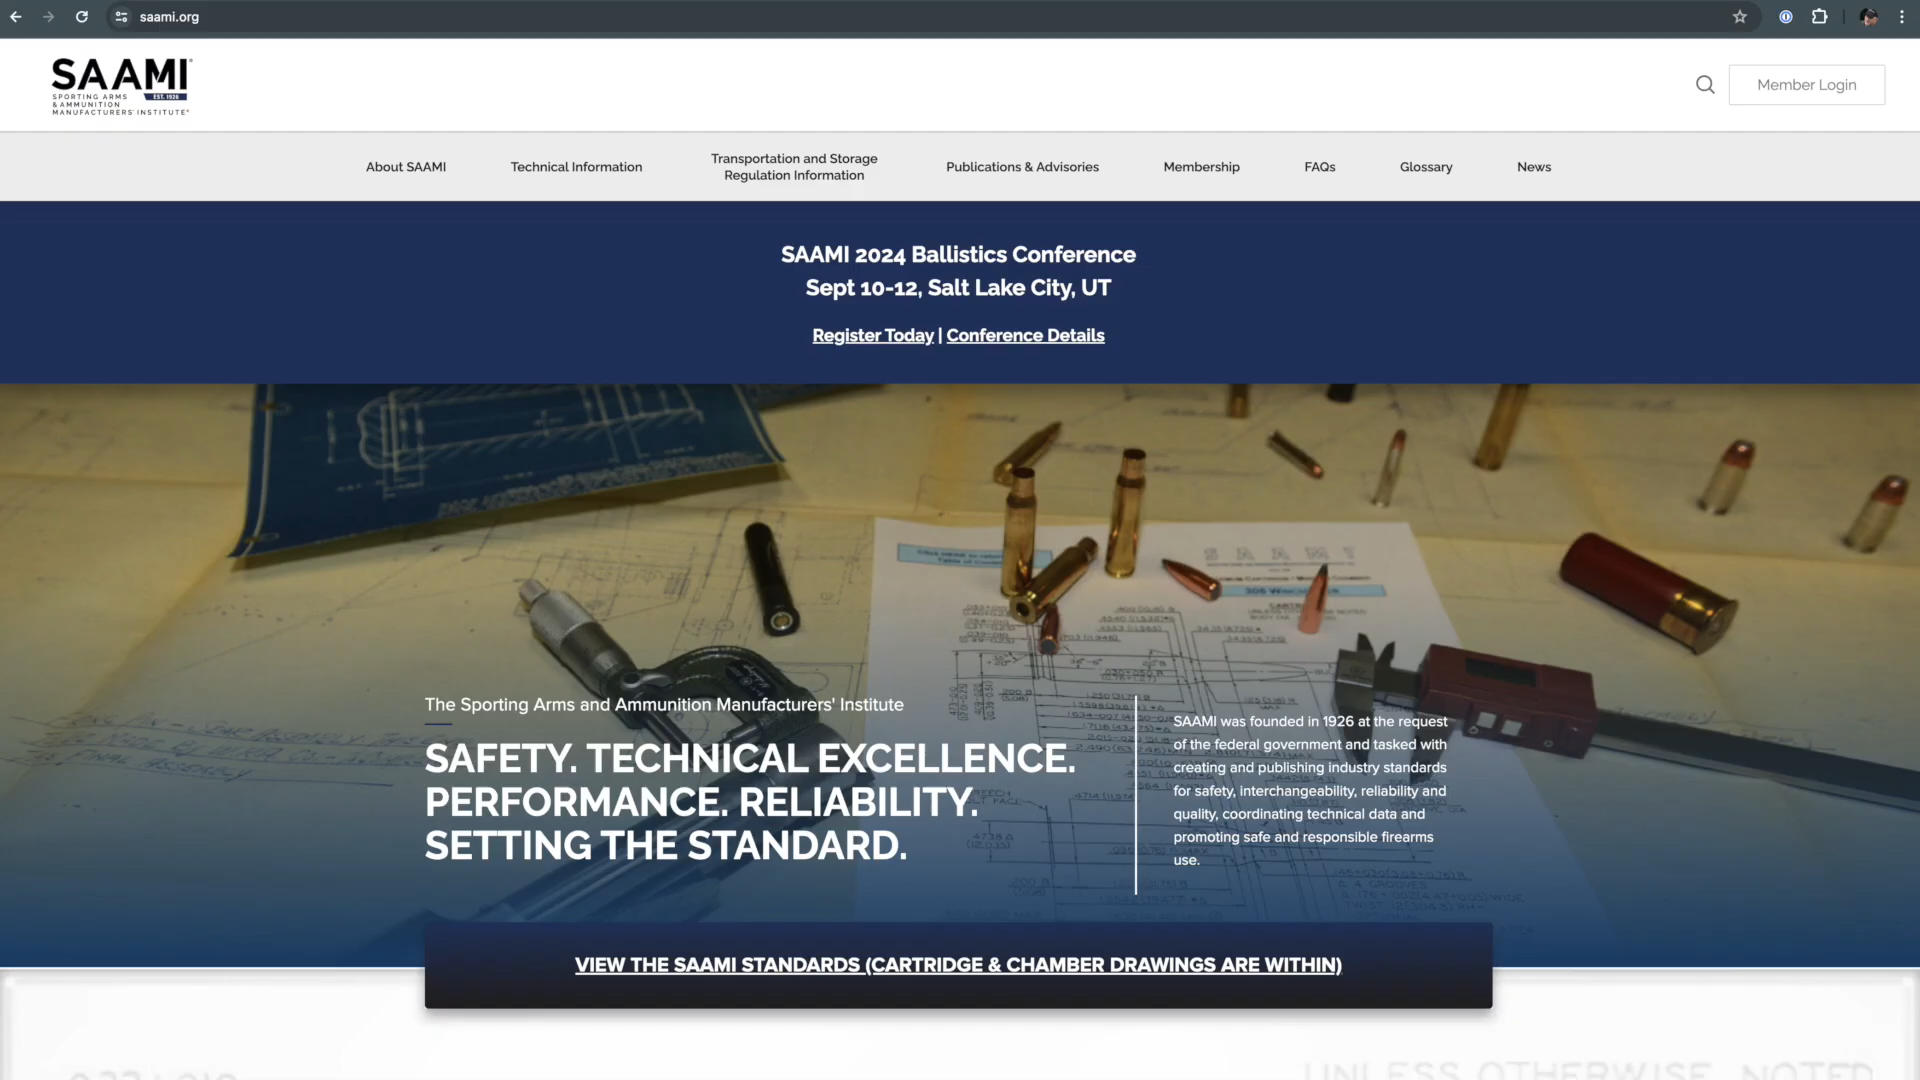 saami.org
SAAMI
SPORTING ARMS
& AMMUNITION
MANUFACTURERS' INSTITUTE
EST. 1926
Member Login
About SAAMI
Technical Information
Transportation and Storage
Regulation Information
Publications & Advisories
Membership
FAQs
Glossary
News
SAAMI 2024 Ballistics Conference
Sept 10-12, Salt Lake City, UT
Register Today | Conference Details
SAAMI
The Sporting Arms and Ammunition Manufacturers' Institute
SAFETY. TECHNICAL EXCELLENCE.
PERFORMANCE. RELIABILITY.
SETTING THE STANDARD.
SAAMI was founded in 1926 at the request
of the federal government and tasked with
creating and publishing industry standards
for safety, interchangeability, reliability and
quality, coordinating technical data and
promoting safe and responsible firearms
use.
VIEW THE SAAMI STANDARDS (CARTRIDGE & CHAMBER DRAWINGS ARE WITHIN)
UNLESS OTHERWISE NOTED